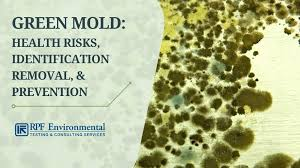 GREEN MOLD:
HEALTH RISKS,
IDENTIFICATION
REMOVAL, &
PREVENTION
RPF Environmental
TESTING & CONSULTING SERVICES